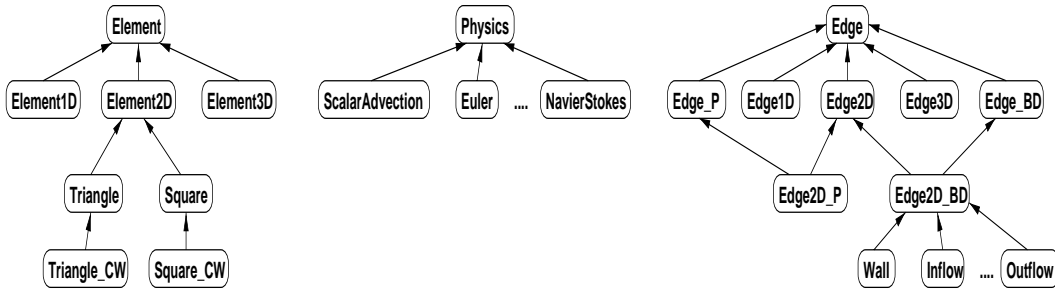 Element
Physics
Edge
Element1D
Element2D
Element3D
ScalarAdvection
Euler
....
NavierStokes
Edge_P
Edge1D
Edge2D
Edge3D
Edge_BD
Triangle
Square
Edge2D_P
Edge2D_BD
Triangle_CW
Square_CW
Wall
Inflow
....
Outflow